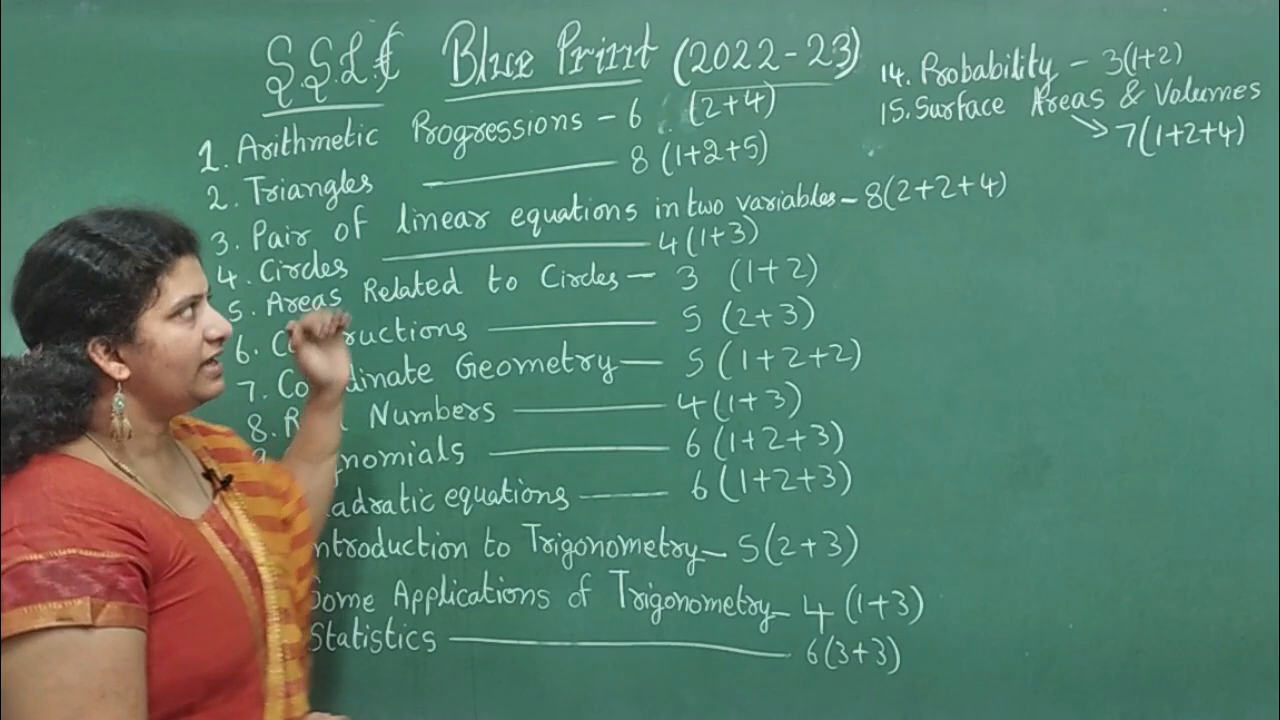 SSLC Blue Print (2022-23)
1. Arithmetic Progressions - 6 (2+4)
2. Triangles — 8 (1+2+5)
3. Pair of linear equations in two variables - 8(2+2+4)
4. Circles — 4(1+3)
5. Areas Related to Circles — 3 (1+2)
6. — 5 (2+3)
7. Geometry — 5(1+2+2)
8. Numbers — 4(1+3)
nomials — 6(1+2+3)
adratic equations — 6(1+2+3)
ntroduction to Trigonometry — 5(2+3)
Some Applications of Trigonometry - 4 (1+3)
Statistics — 6(3+3)
14. Probability - 3(1+2)
15. Surface Areas & Volumes
→ 7(1+2+4)